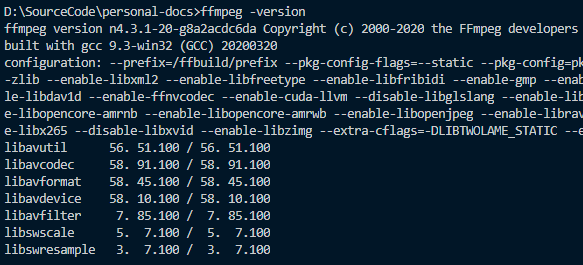 D:\SourceCode\personal-docs>ffmpeg -version
ffmpeg version n4.3.1-20-g8a2acdc6da Copyright (c) 2000-2020 the FFmpeg developers
built with gcc 9.3-win32 (GCC) 20200320
configuration: --prefix=/ffbuild/prefix --pkg-config-flags=--static --pkg-config=pk
-zlib --enable-libxml2 --enable-libfreetype --enable-libfribidi --enable-gmp --enab
le-libdav1d --enable-ffnvcodec --enable-cuda-llvm --disable-libglslang --enable-lib
e-libopencore-amrnb --enable-libopencore-amrwb --enable-libopenjpeg --enable-librav
e-libx265 --disable-libxvid --enable-libzimg --extra-cflags=-DLIBTWOLAME_STATIC --e
libavutil 56. 51.100 / 56. 51.100
libavcodec 58. 91.100 / 58. 91.100
libavformat 58. 45.100 / 58. 45.100
libavdevice 58. 10.100 / 58. 10.100
libavfilter 7. 85.100 / 7. 85.100
libswscale 5. 7.100 / 5. 7.100
libswresample 3. 7.100 / 3. 7.100